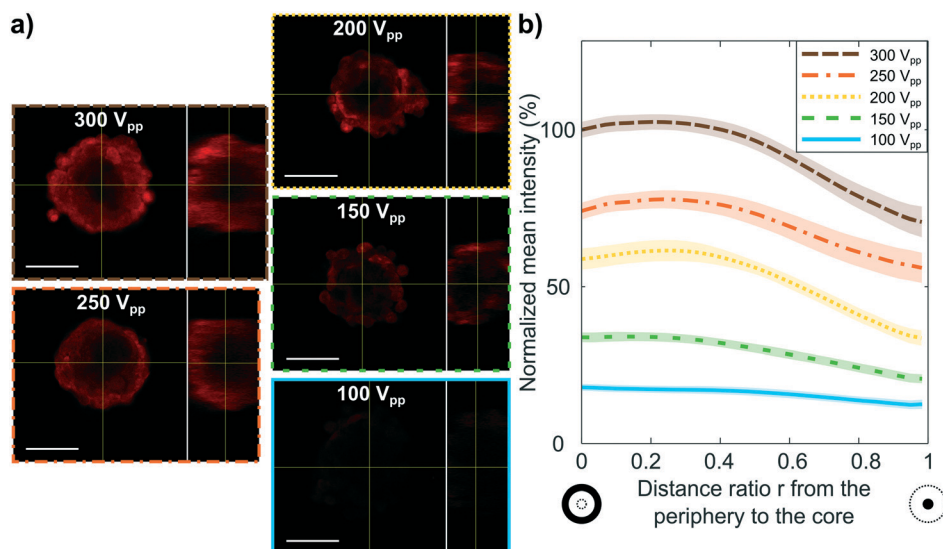 a)
300 Vpp
250 Vpp
200 Vpp
150 Vpp
100 Vpp
b)
Normalized mean intensity (%)
100
50
0
300 Vpp
250 Vpp
200 Vpp
150 Vpp
100 Vpp
0 0.2 0.4 0.6 0.8 1
Distance ratio r from the
periphery to the core